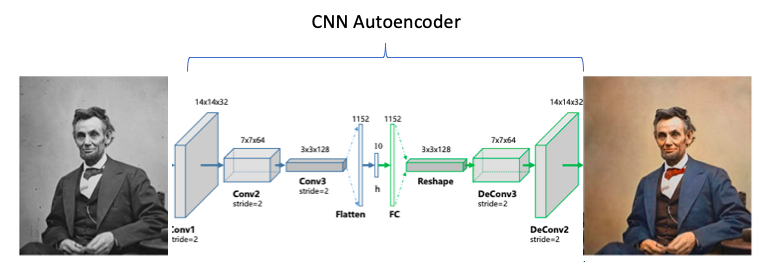 CNN Autoencoder
14x14x32
7x7x64
3x3x128
1152
1152
10
3x3x128
7x7x64
14x14x32
Conv1
tride=2
Conv2
stride=2
Conv3
stride=2
Flatten
h
FC
Reshape
DeConv3
stride=2
DeConv2
stride=2